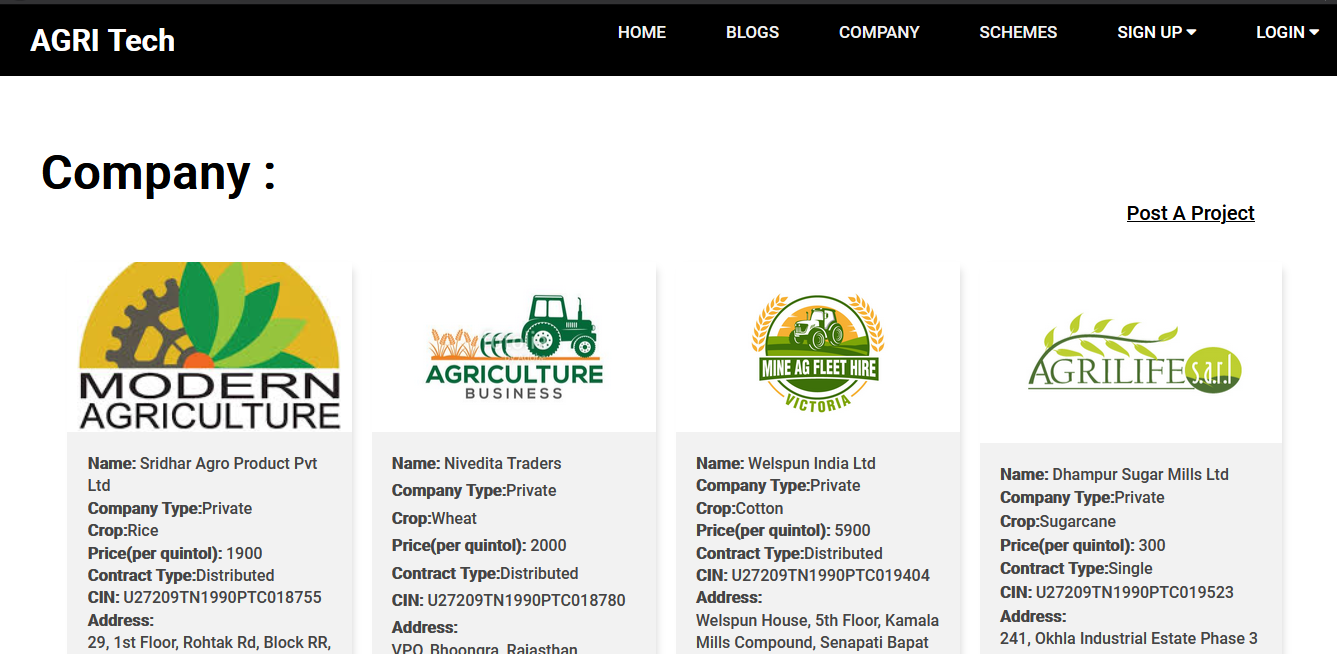 AGRI Tech
HOME
BLOGS
COMPANY
SCHEMES
SIGN UP
LOGIN
Company :
Post A Project
MODERN
AGRICULTURE
Name: Sridhar Agro Product Pvt
Ltd
Company Type:Private
Crop:Rice
Price(per quintol): 1900
Contract Type:Distributed
CIN: U27209TN1990PTC018755
Address:
29, 1st Floor, Rohtak Rd, Block RR,
AGRICULTURE
BUSINESS
Name: Nivedita Traders
Company Type:Private
Crop:Wheat
Price(per quintol): 2000
Contract Type:Distributed
CIN: U27209TN1990PTC018780
Address:
VPO, Bhoongra, Rajasthan
MINE AG FLEET HIRE
VICTORIA
Name: Welspun India Ltd
Company Type:Private
Crop:Cotton
Price(per quintol): 5900
Contract Type:Distributed
CIN: U27209TN1990PTC019404
Address:
Welspun House, 5th Floor, Kamala
Mills Compound, Senapati Bapat
AGRILIFE s.a.r.l
Name: Dhampur Sugar Mills Ltd
Company Type:Private
Crop:Sugarcane
Price(per quintol): 300
Contract Type:Single
CIN: U27209TN1990PTC019523
Address:
241, Okhla Industrial Estate Phase 3